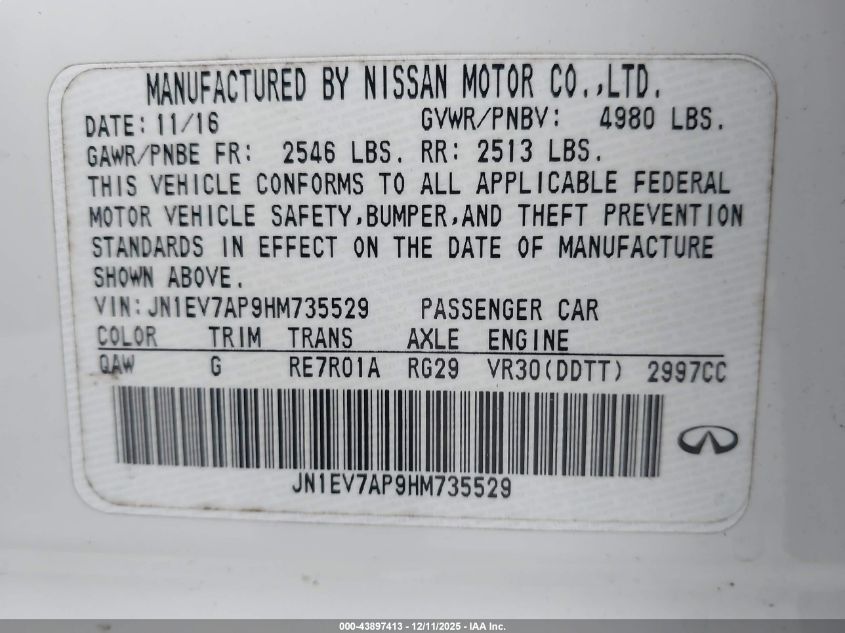 MANUFACTURED BY NISSAN MOTOR CO.,LTD.
DATE: 11/16 GVWR/PNBV: 4980 LBS.
GAWR/PNBE FR: 2546 LBS. RR: 2513 LBS.
THIS VEHICLE CONFORMS TO ALL APPLICABLE FEDERAL
MOTOR VEHICLE SAFETY,BUMPER,AND THEFT PREVENTION
STANDARDS IN EFFECT ON THE DATE OF MANUFACTURE
SHOWN ABOVE.
VIN: JN1EV7AP9HM735529 PASSENGER CAR
COLOR TRIM TRANS AXLE ENGINE
QAW G RE7R01A RG29 VR30(DDTT) 2997CC
JN1EV7AP9HM735529
000-43897413 - 12/11/2025 - IAA Inc.